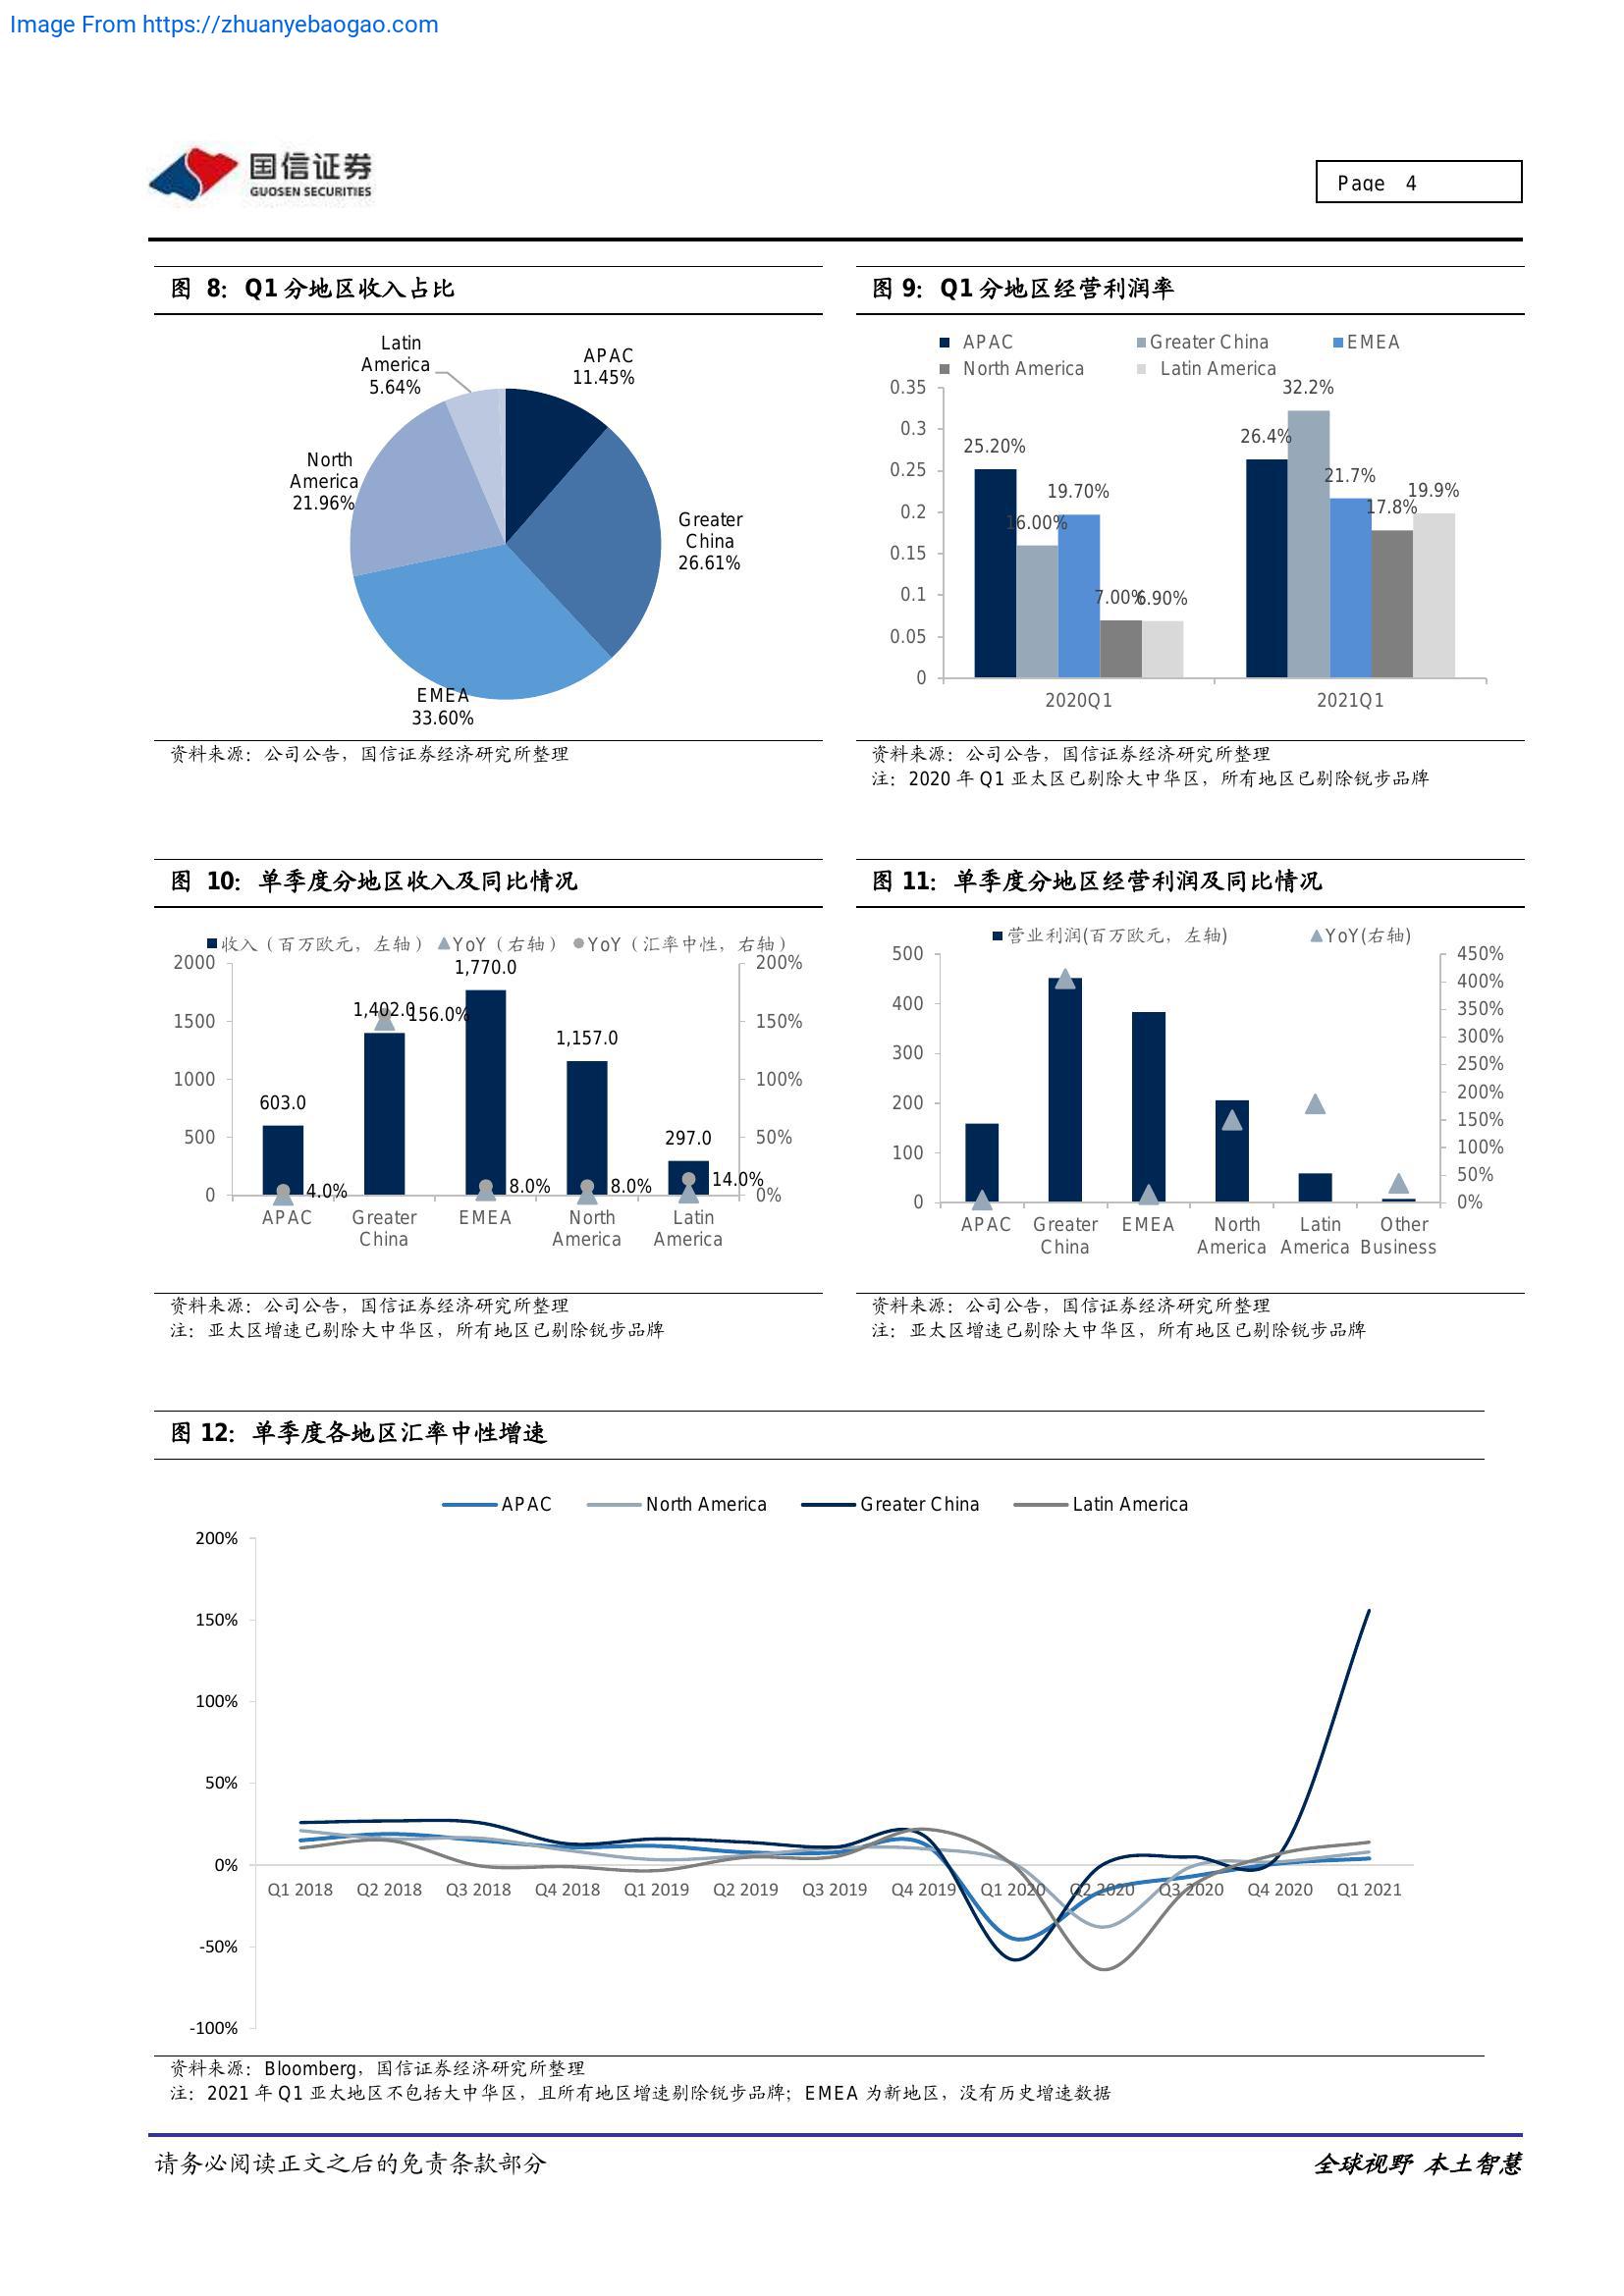 Image From https://zhuanyebaogao.com
国信证券
GUOSEN SECURITIES
Page 4
图 8：Q1 分地区收入占比
Latin
America
5.64%
APAC
11.45%
North
America
21.96%
Greater
China
26.61%
EMEA
33.60%
资料来源：公司公告，国信证券经济研究所整理
图 9：Q1 分地区经营利润率
APAC Greater China EMEA
North America Latin America
0.35
0.3
0.25
0.2
0.15
0.1
0.05
0
25.20%
16.00%
19.70%
7.00%
6.90%
26.4%
32.2%
21.7%
17.8%
19.9%
2020Q1 2021Q1
资料来源：公司公告，国信证券经济研究所整理
注：2020 年 Q1 亚太区已剔除大中华区，所有地区已剔除锐步品牌
图 10：单季度分地区收入及同比情况
收入（百万欧元，左轴） YoY（右轴） YoY（汇率中性，右轴）
2000
1500
1000
500
0
200%
150%
100%
50%
0%
603.0
1,402.0
1,770.0
1,157.0
297.0
4.0%
156.0%
8.0%
8.0%
14.0%
APAC
Greater
China
EMEA
North
America
Latin
America
资料来源：公司公告，国信证券经济研究所整理
注：亚太区增速已剔除大中华区，所有地区已剔除锐步品牌
图 11：单季度分地区经营利润及同比情况
营业利润(百万欧元，左轴) YoY(右轴)
500
400
300
200
100
0
450%
400%
350%
300%
250%
200%
150%
100%
50%
0%
APAC
Greater
China
EMEA
North
America
Latin
America
Other
Business
资料来源：公司公告，国信证券经济研究所整理
注：亚太区增速已剔除大中华区，所有地区已剔除锐步品牌
图 12：单季度各地区汇率中性增速
APAC North America Greater China Latin America
200%
150%
100%
50%
0%
-50%
-100%
Q1 2018 Q2 2018 Q3 2018 Q4 2018 Q1 2019 Q2 2019 Q3 2019 Q4 2019 Q1 2020 Q2 2020 Q3 2020 Q4 2020 Q1 2021
资料来源：Bloomberg，国信证券经济研究所整理
注：2021 年 Q1 亚太地区不包括大中华区，且所有地区增速剔除锐步品牌；EMEA 为新地区，没有历史增速数据
请务必阅读正文之后的免责条款部分
全球视野 本土智慧